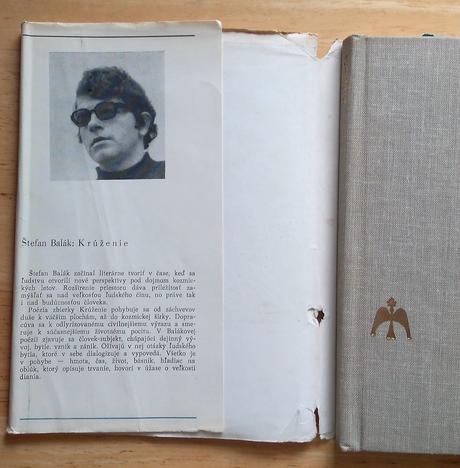 Štefan Balák: Krúženie
Štefan Balák začínal literárne tvoriť v čase, keď sa
ľudstvu otvorili nové perspektívy pod dojmom kozmic-
kých letov. Rozšírenie priestoru dáva príležitosť za-
mýšľať sa nad veľkosťou ľudského činu, no práve tak
i nad budúcnosťou človeka.
Poézia zbierky Krúženie pohybuje sa od záchvevov
duše k väčším plochám, až do kozmickej šírky. Dopra-
cúva sa k odlyrizovanému civilnejšiemu výrazu a sme-
ruje k súčasnejšiemu životnému pocitu. V Balákovej
poézii zjavuje sa človek-subjekt, chápajúci dejinný vý-
voj, bytie, vznik a zánik. Ožívajú v nej otázky ľudského
bytia, ktoré v sebe dialogizuje a vypovedá. Všetko je
v pohybe — hmota, čas, život, básnik, hľadiac na
oblúk, ktorý opisuje trvanie, hovorí v úžase o veľkosti
diania.